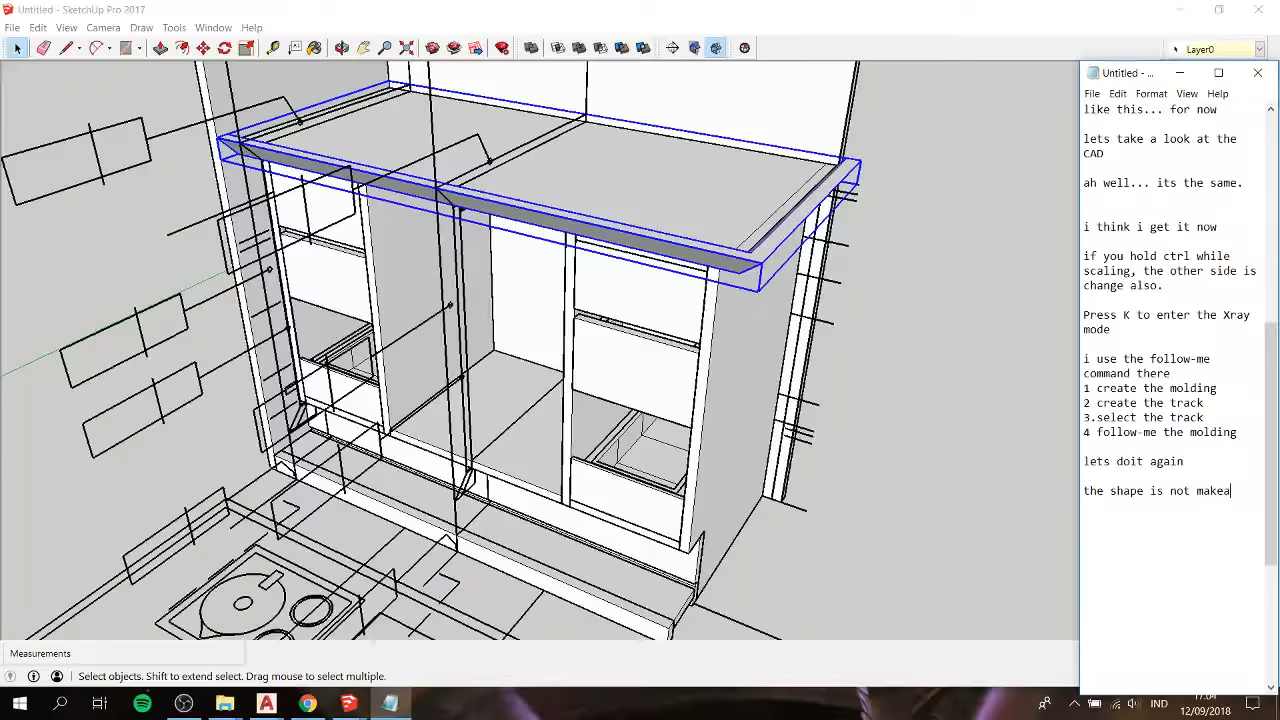 Untitled - SketchUp Pro 2017
File Edit View Camera Draw Tools Window Help
Layer0
Untitled - ...
File Edit Format View Help
like this... for now
lets take a look at the
CAD
ah well... its the same.
i think i get it now
if you hold ctrl while
scaling, the other side is
change also.
Press K to enter the Xray
mode
i use the follow-me
command there
1 create the molding
2 create the track
3.select the track
4 follow-me the molding
lets doit again
the shape is not makea
Measurements
Select objects. Shift to extend select. Drag mouse to select multiple.
IND
17:04
12/09/2018